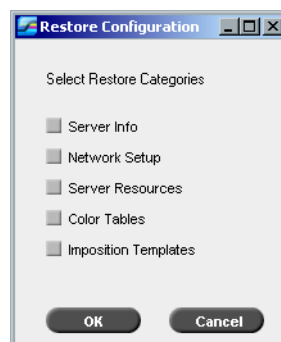 Restore Configuration
Select Restore Categories
Server Info
Network Setup
Server Resources
Color Tables
Imposition Templates
OK
Cancel